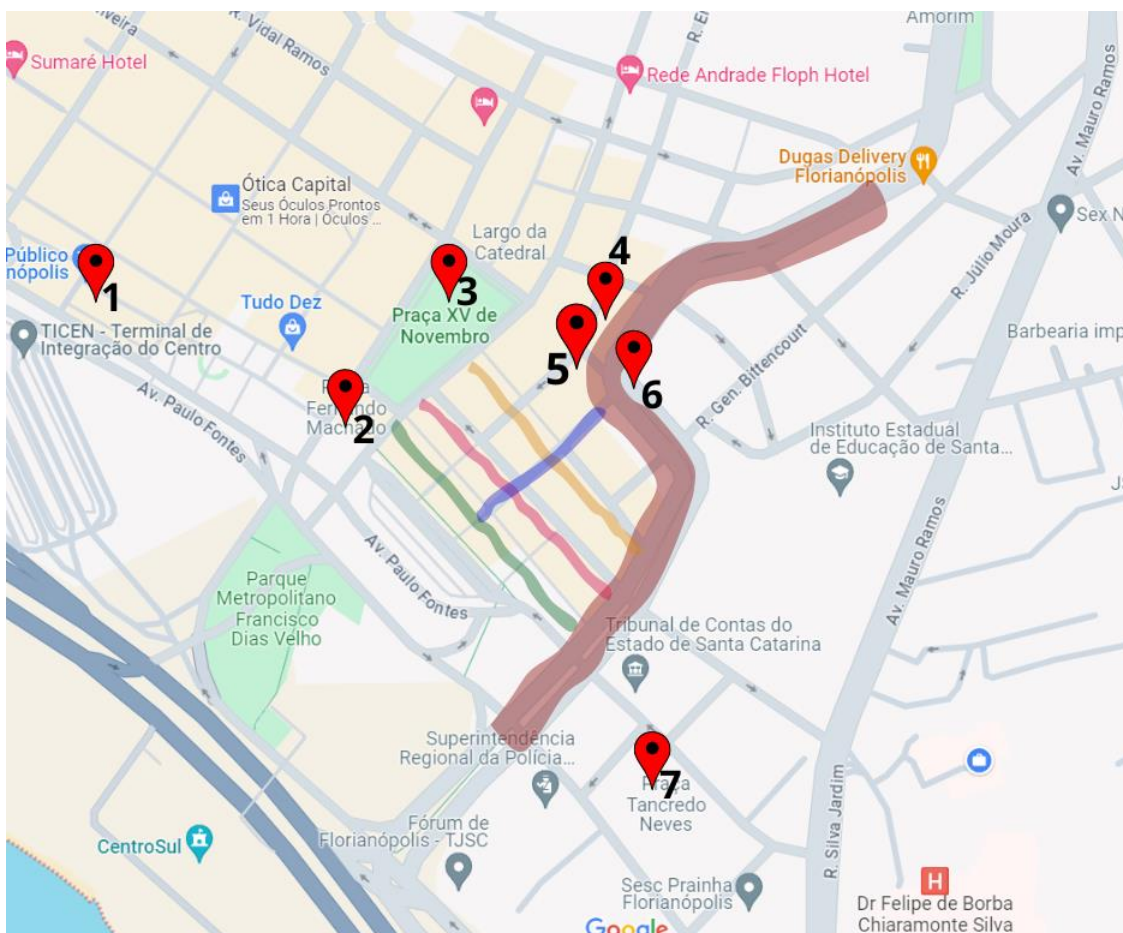 Amorim
liveira
R. Vidal Ramos
R. E
Sumaré Hotel
Rede Andrade Floph Hotel
Av. Mauro Ramos
Dugas Delivery
Florianópolis
Ótica Capital
Seus Óculos Prontos
em 1 Hora | Óculos ...
Sex N
R. Júlio Moura
Largo da
Catedral
Público
nópolis
1
3
4
Tudo Dez
Praça XV de
Novembro
5
6
TICEN - Terminal de
Integração do Centro
Barbearia imp
R. Gen. Bittencourt
Av. Paulo Fontes
Fernando
Machado
2
Instituto Estadual
de Educação de Santa...
JS
Av. Paulo Fontes
Av. Mauro Ramos
Parque
Metropolitano
Francisco
Dias Velho
Tribunal de Contas do
Estado de Santa Catarina
Superintendência
Regional da Polícia...
7
Praça
Tancredo
Neves
R. Silva Jardim
Fórum de
Florianópolis - TJSC
CentroSul
Sesc Prainha
Florianópolis
H
Dr Felipe de Borba
Chiaramonte Silva
Google